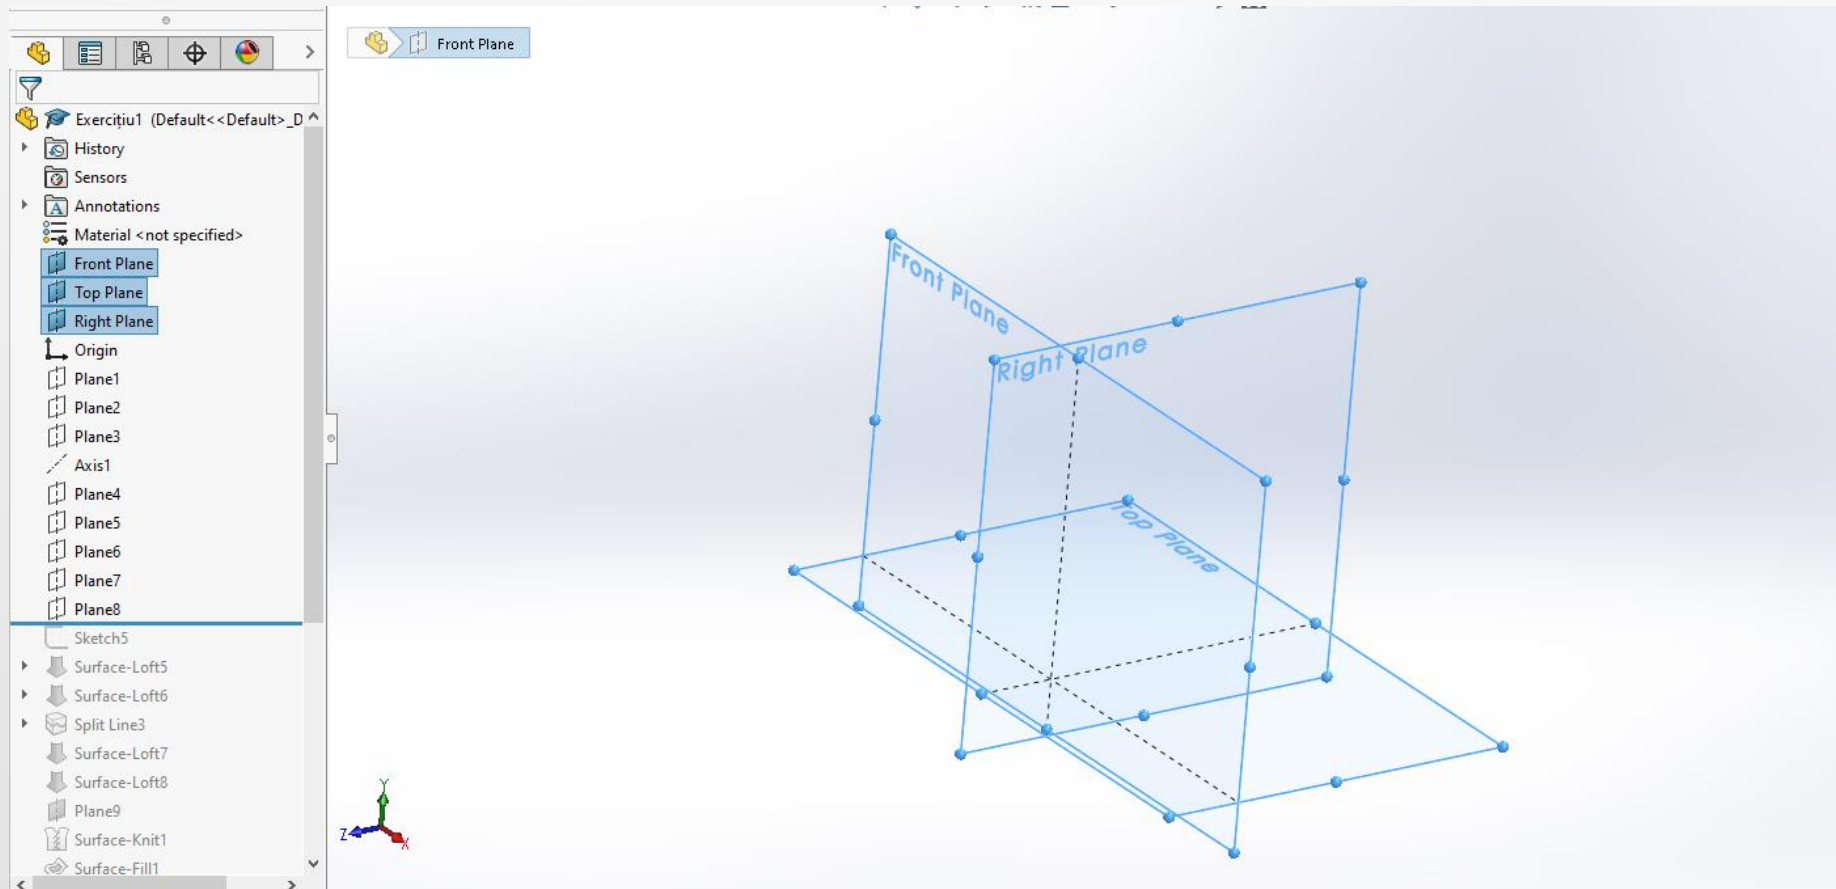 Front Plane
Exercițiu1 (Default<<Default>_D
History
Sensors
Annotations
Material <not specified>
Front Plane
Top Plane
Right Plane
Origin
Plane1
Plane2
Plane3
Axis1
Plane4
Plane5
Plane6
Plane7
Plane8
Sketch5
Surface-Loft5
Surface-Loft6
Split Line3
Surface-Loft7
Surface-Loft8
Plane9
Surface-Knit1
Surface-Fill1
Front Plane
Right Plane
Top Plane
Y
Z
X